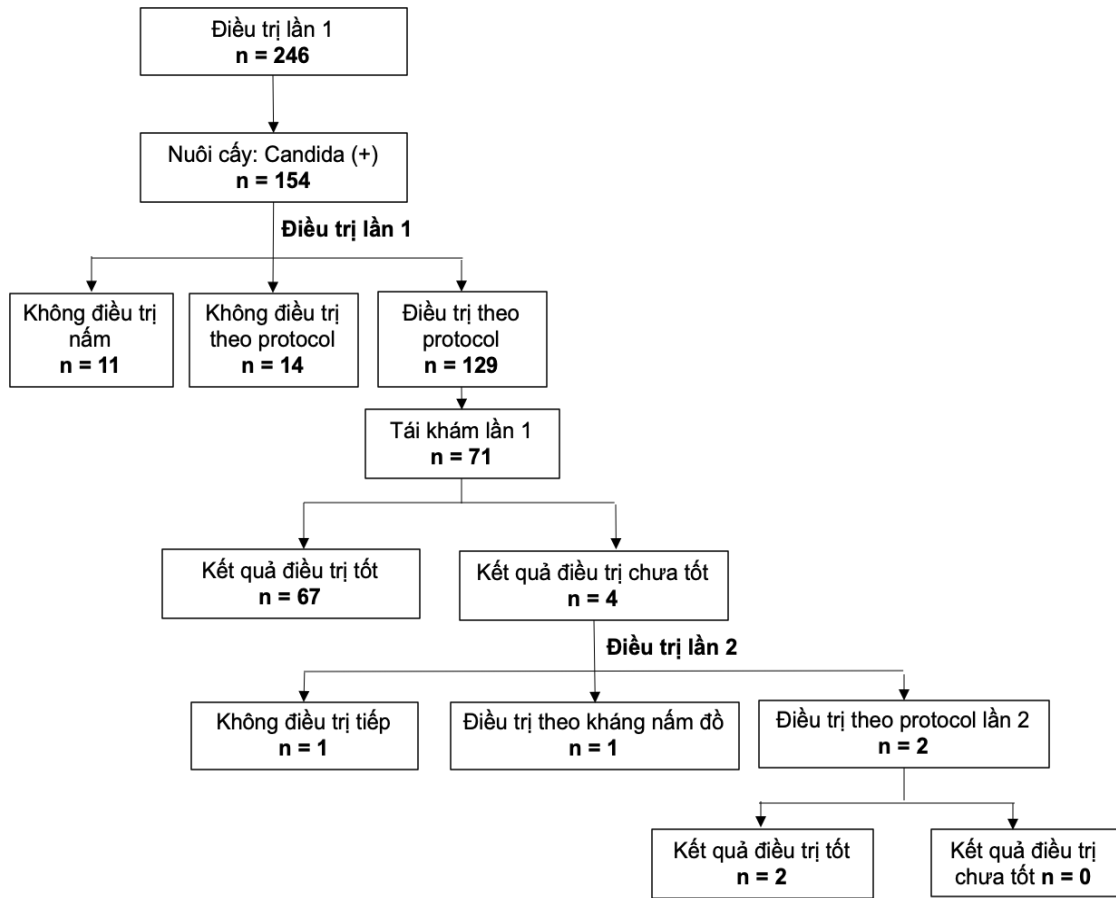 Điều trị lần 1
n = 246
Nuôi cấy: Candida (+)
n = 154
Điều trị lần 1
Không điều trị
nấm
n = 11
Không điều trị
theo protocol
n = 14
Điều trị theo
protocol
n = 129
Tái khám lần 1
n = 71
Kết quả điều trị tốt
n = 67
Kết quả điều trị chưa tốt
n = 4
Điều trị lần 2
Không điều trị tiếp
n = 1
Điều trị theo kháng nấm đồ
n = 1
Điều trị theo protocol lần 2
n = 2
Kết quả điều trị tốt
n = 2
Kết quả điều trị
chưa tốt n = 0